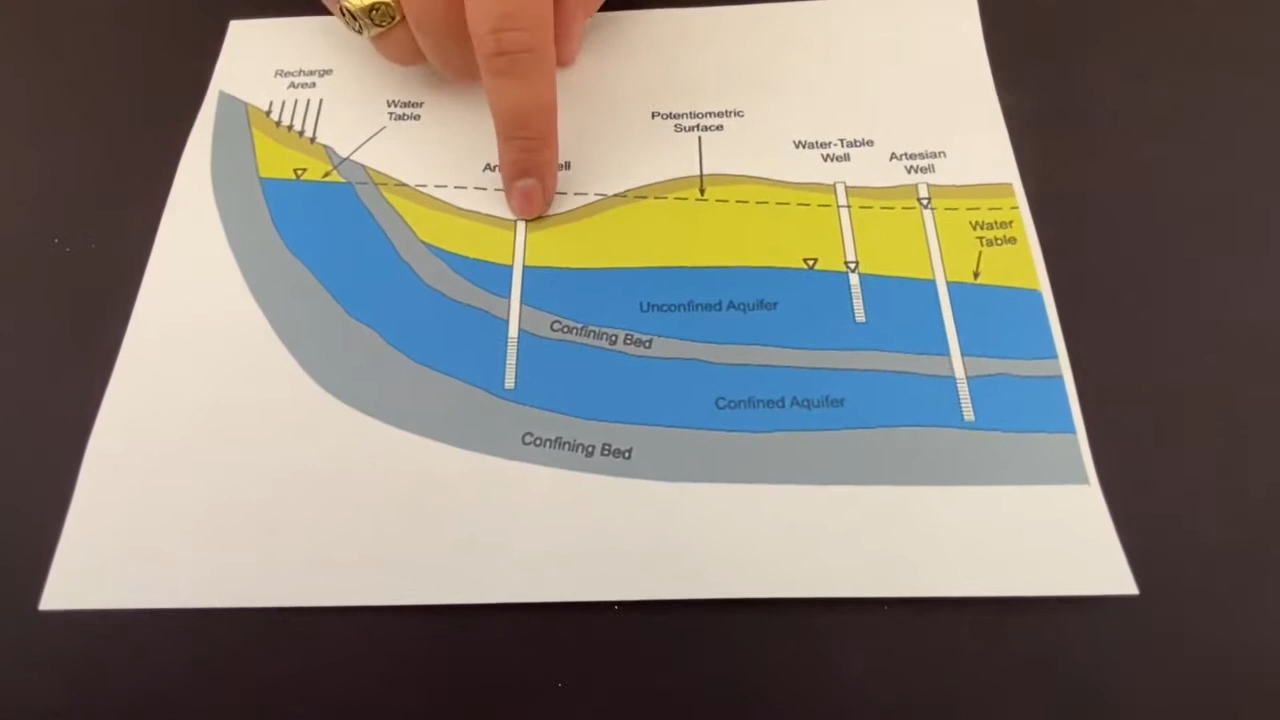 Recharge
Area
Water
Table
ell
Potentiometric
Surface
Water-Table
Well
Artesian
Well
Water
Table
Unconfined Aquifer
Confining Bed
Confined Aquifer
Confining Bed